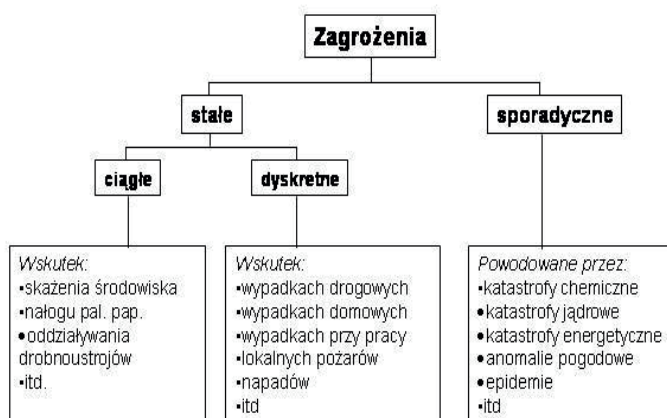 Zagrożenia
stałe
sporadyczne
ciągłe
dyskretne
Wskutek:
▪skażenia środowiska
▪nałogu pal. pap.
●oddziaływania
drobnoustrojów
▪itd.
Wskutek:
▪wypadkach drogowych
▪wypadkach domowych
▪wypadkach przy pracy
▪lokalnych pożarów
▪napadów
▪itd
Powodowane przez:
▪katastrofy chemiczne
●katastrofy jądrowe
●katastrofy energetyczne
●anomalie pogodowe
●epidemie
▪itd